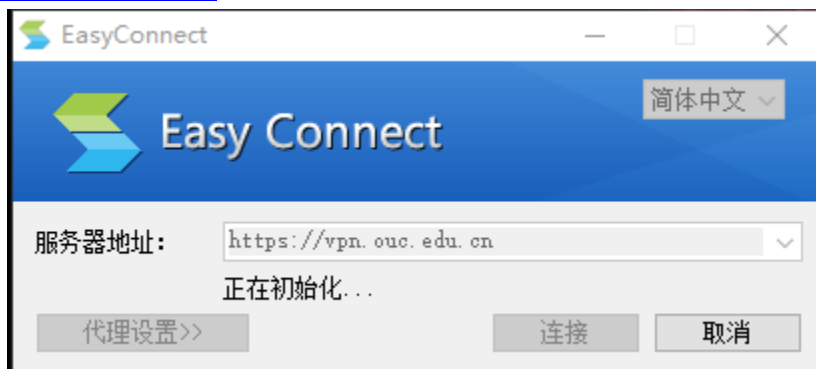 EasyConnect
简体中文
Easy Connect
服务器地址：
https://vpn.ouc.edu.cn
正在初始化...
代理设置>>
连接
取消